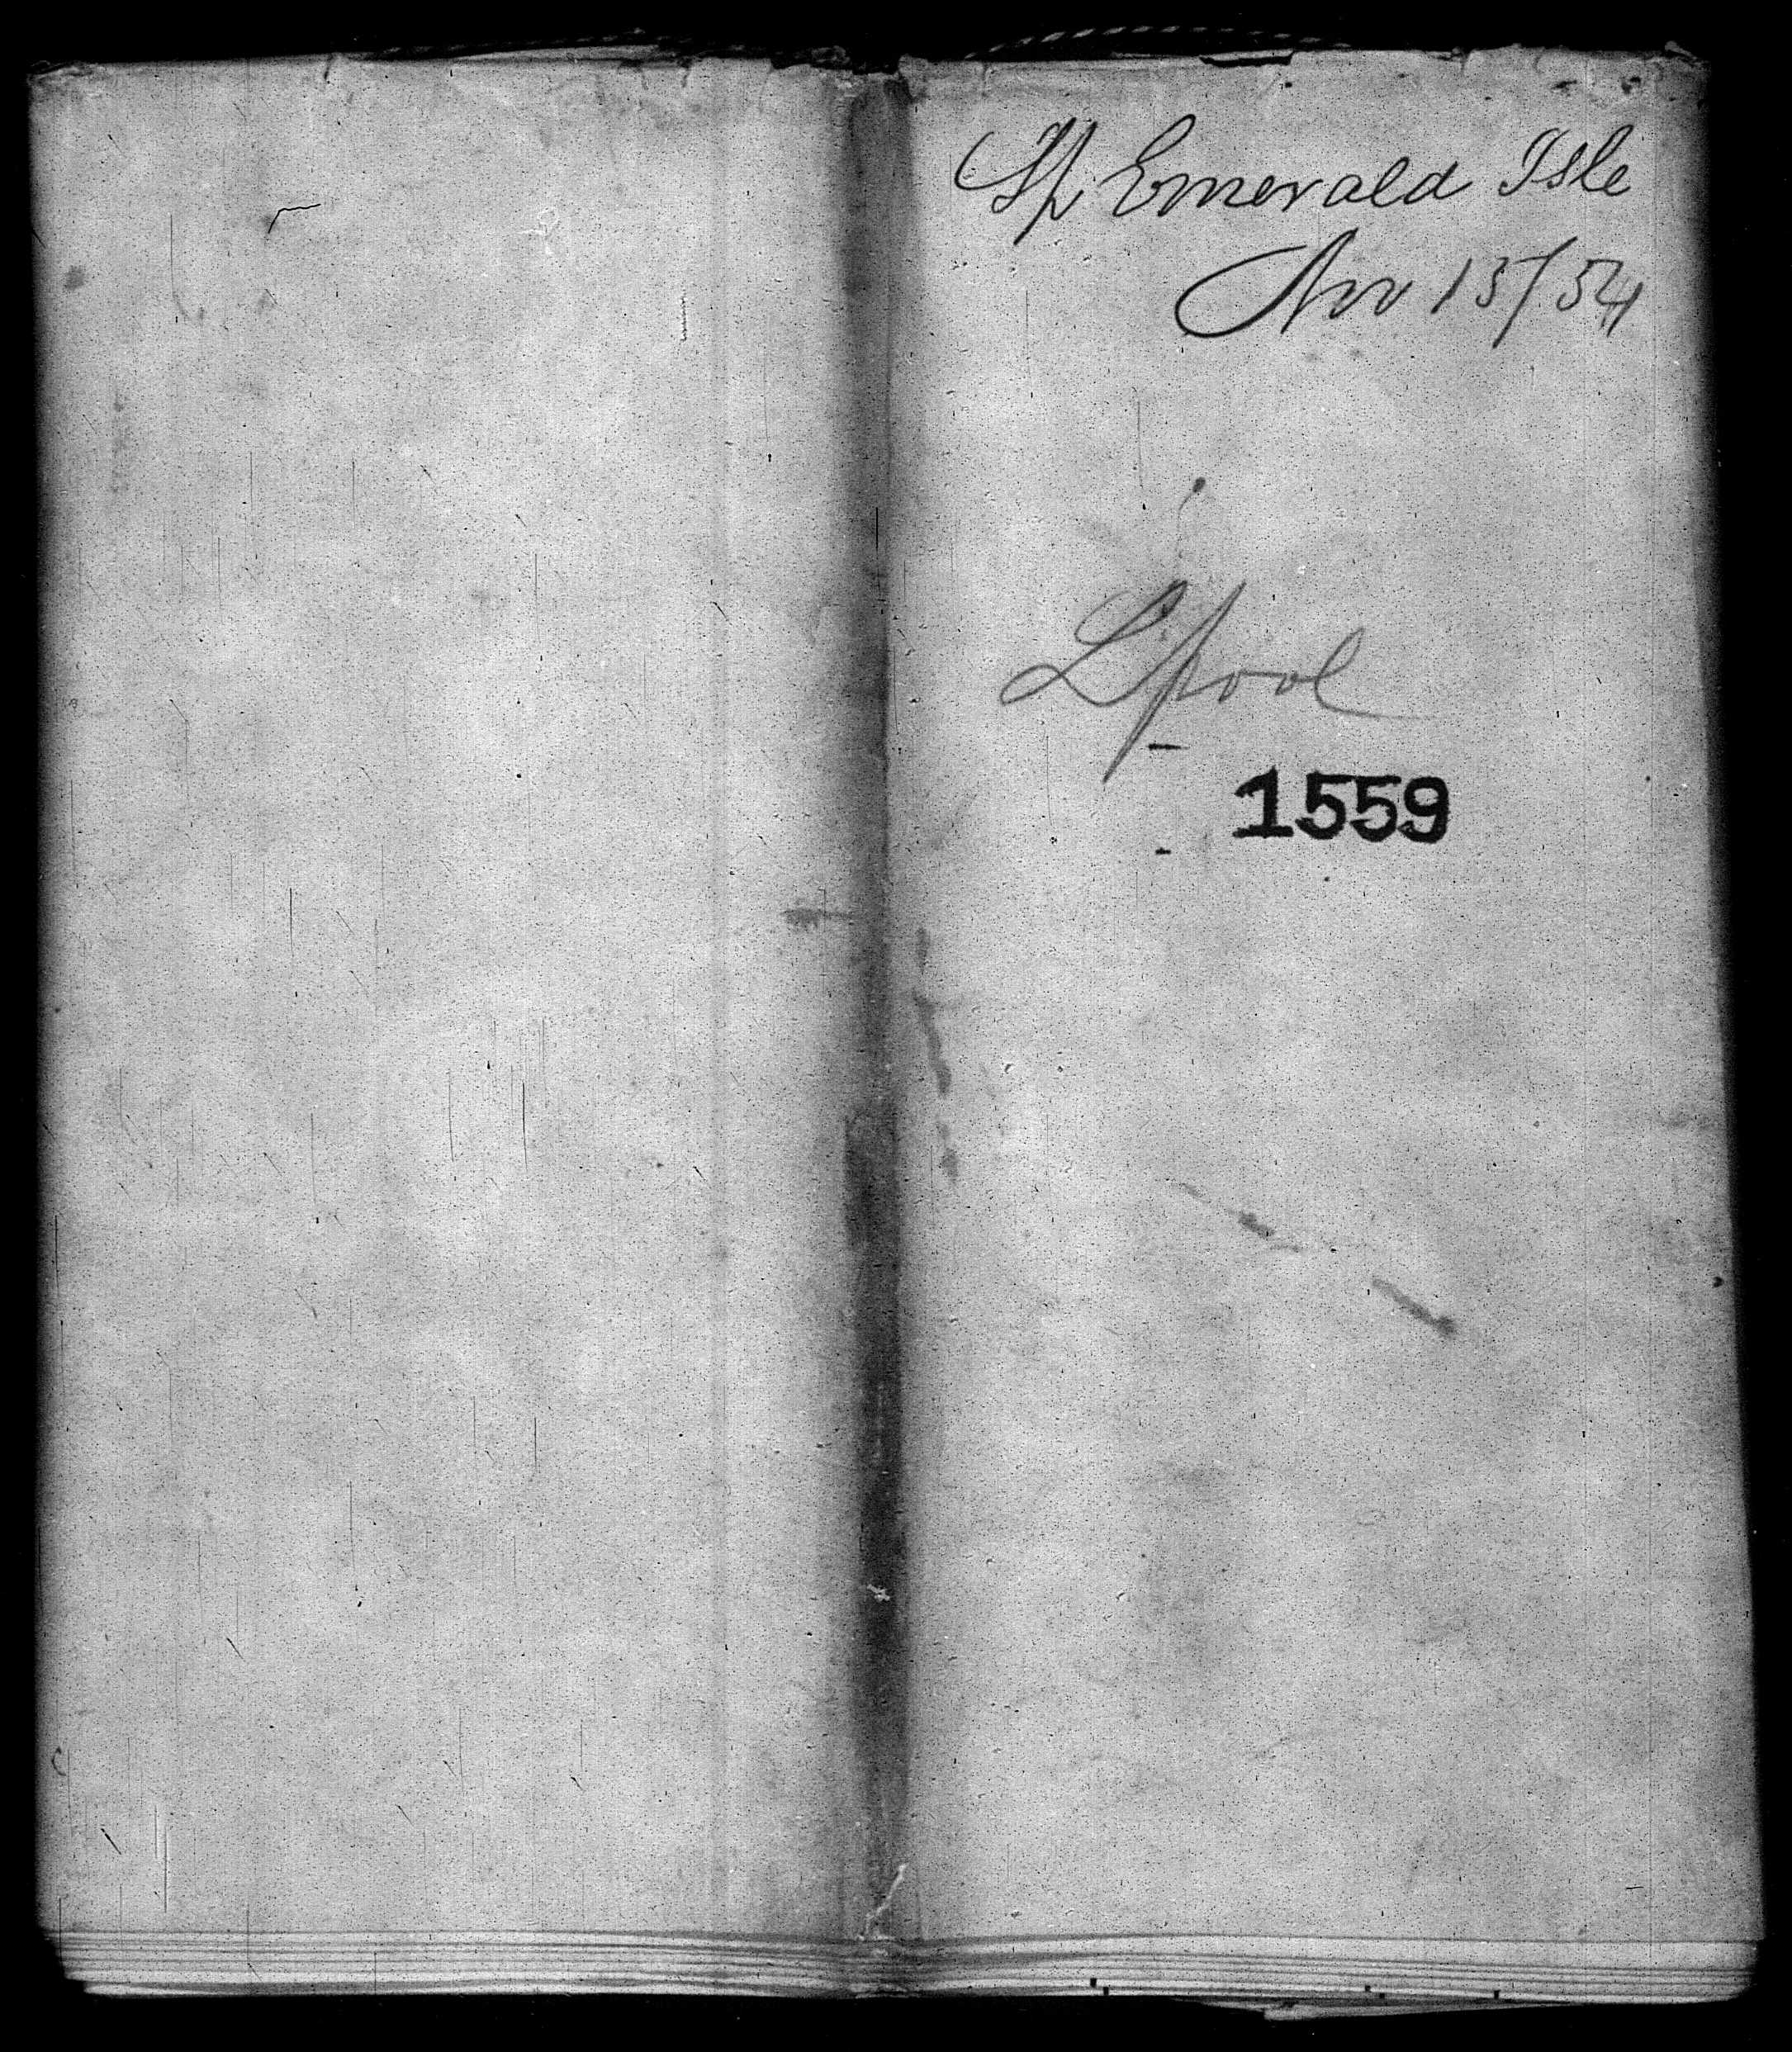 Sp Emerald Isle
Nov 13/54
L'pool
1559